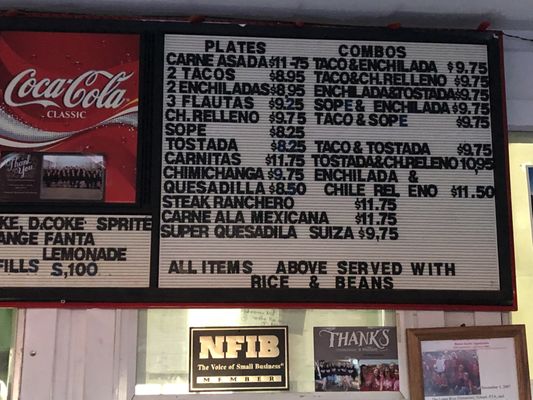 Coca-Cola
CLASSIC
Thank
You
KE, D.COKE, SPRITE
ANGE FANTA
LEMONADE
FILLS S,100
PLATES
CARNE ASADA $11.75
2 TACOS $8.95
2 ENCHILADAS $8.95
3 FLAUTAS $9.25
CH. RELLENO $9.75
SOPE $8.25
TOSTADA $8.25
CARNITAS $11.75
CHIMICHANGA $9.75
QUESADILLA $8.50
STEAK RANCHERO $11.75
CARNE ALA MEXICANA $11.75
SUPER QUESADILA SUIZA $9,75
COMBOS
TACO & ENCHILADA $9.75
TACO & CH. RELLENO $9.75
ENCHILADA & TOSTADA $9.75
SOPE & ENCHILADA $9.75
TACO & SOPE $9.75
TACO & TOSTADA $9.75
TOSTADA & CH.RELENO 10,95
ENCHILADA &
CHILE REL ENO $11.50
ALL ITEMS ABOVE SERVED WITH
RICE & BEANS
NFIB
The Voice of Small Business
MEMBER
THANKS
November 1, 2007